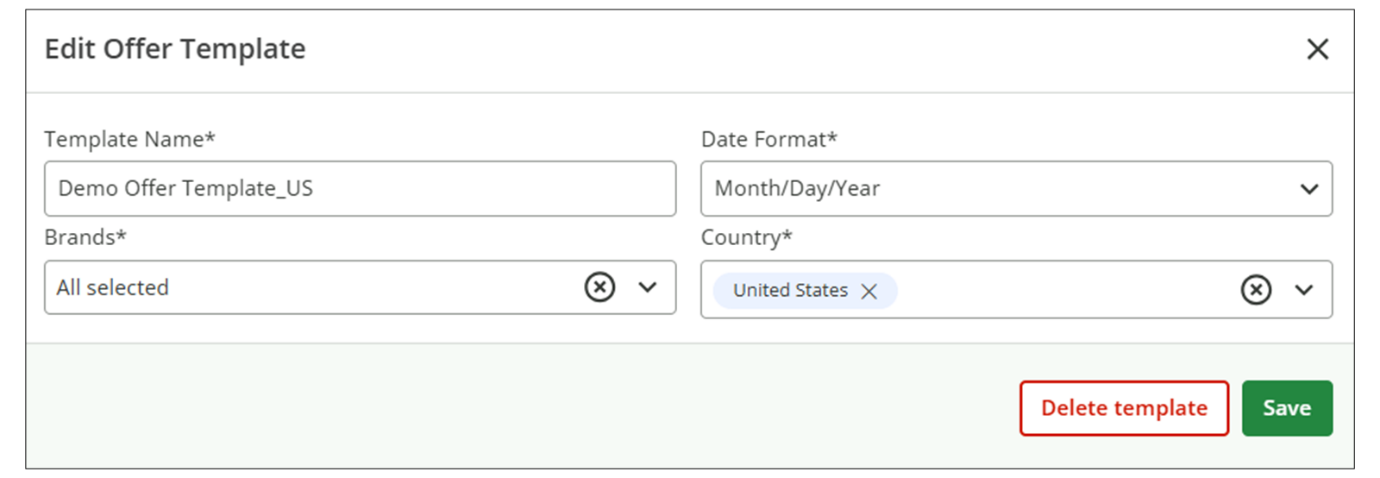 Edit Offer Template
Template Name*
Date Format*
Demo Offer Template_US
Month/Day/Year
Brands*
Country*
All selected
United States
Delete template
Save